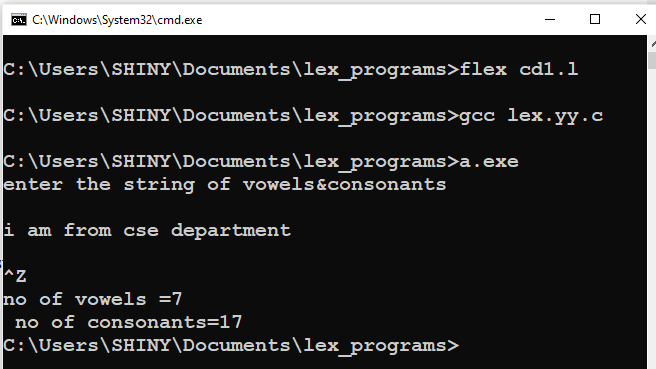 C:\Windows\System32\cmd.exe
C:\Users\SHINY\Documents\lex_programs>flex cd1.l
C:\Users\SHINY\Documents\lex_programs>gcc lex.yy.c
C:\Users\SHINY\Documents\lex_programs>a.exe
enter the string of vowels&consonants
i am from cse department
^Z
no of vowels =7
 no of consonants=17
C:\Users\SHINY\Documents\lex_programs>